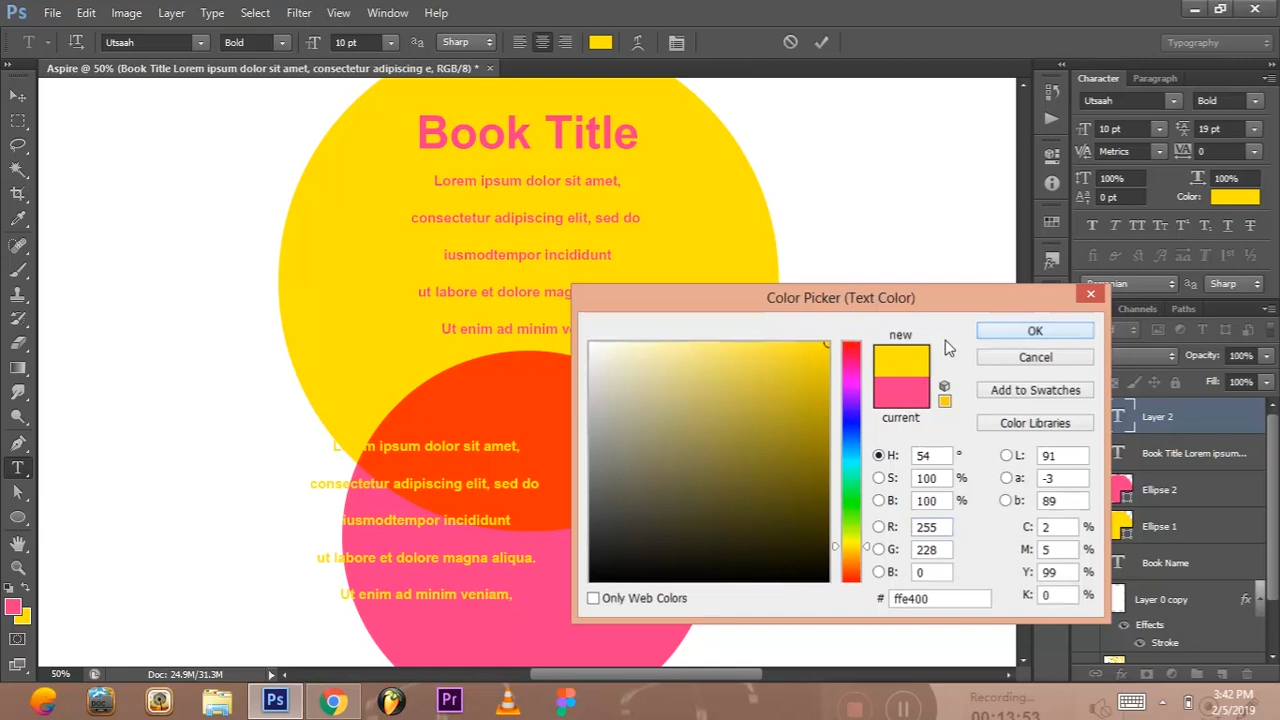 Ps File Edit Image Layer Type Select Filter View Window Help
T Utsaah Bold 10 pt Sharp Typography
Aspire @ 50% (Book Title Lorem ipsum dolor sit amet, consectetur adipiscing e, RGB/8) * ×
Character Paragraph
Utsaah Bold
10 pt 19 pt
Metrics 0
100% 100%
0 pt Color:
Sharp
Paths
Opacity: 100%
Fill: 100%
Layer 2
Book Title Lorem ipsum...
Ellipse 2
Ellipse 1
Book Name
Layer 0 copy fx
Effects
Stroke
Book Title
Lorem ipsum dolor sit amet,
consectetur adipiscing elit, sed do
iusmodtempor incididunt
ut labore et dolore mag
Ut enim ad minim v
Lorem ipsum dolor sit amet,
consectetur adipiscing elit, sed do
iusmodtempor incididunt
ut labore et dolore magna aliqua.
Ut enim ad minim veniam,
Color Picker (Text Color)
new
current
OK
Cancel
Add to Swatches
Color Libraries
H: 54 ° L: 91
S: 100 % a: -3
B: 100 % b: 89
R: 255 C: 2 %
G: 228 M: 5 %
B: 0 Y: 99 %
# ffe400 K: 0 %
Only Web Colors
50% Doc: 24.9M/31.3M
DOC Ps Pr
Recording...
00:13:53
3:42 PM
2/5/2019